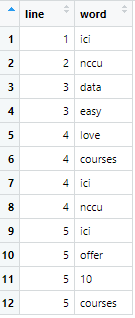 line word
1 1 ici
2 2 nccu
3 3 data
4 3 easy
5 4 love
6 4 courses
7 4 ici
8 4 nccu
9 5 ici
10 5 offer
11 5 10
12 5 courses